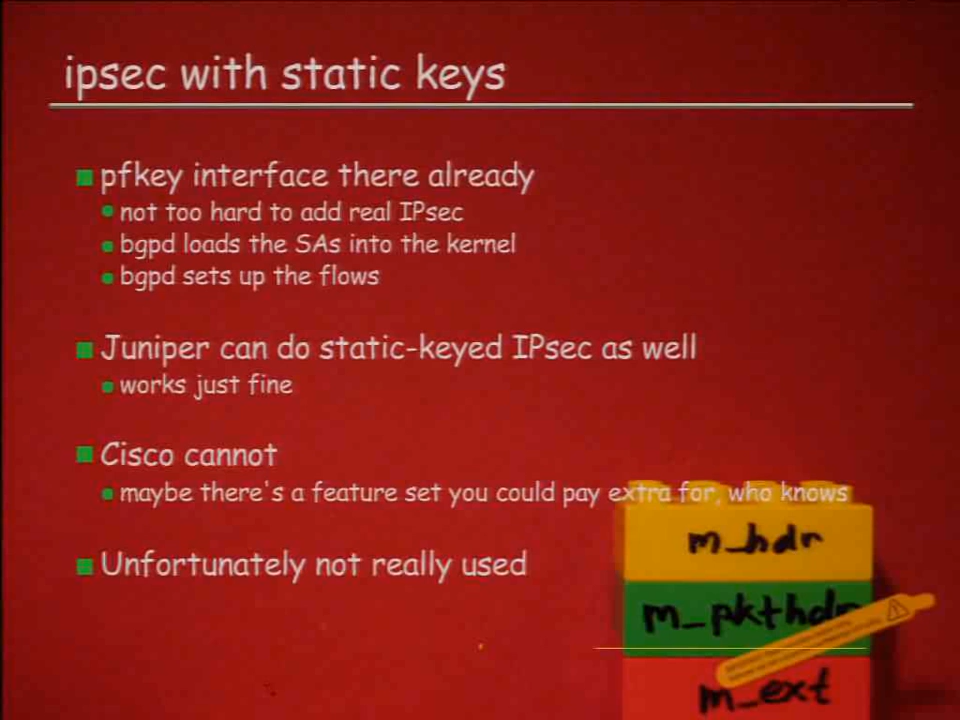 ipsec with static keys
pfkey interface there already
not too hard to add real IPsec
bgpd loads the SAs into the kernel
bgpd sets up the flows
Juniper can do static-keyed IPsec as well
works just fine
Cisco cannot
maybe there's a feature set you could pay extra for, who knows
Unfortunately not really used
m_hdr
m_pkthdr
m_ext